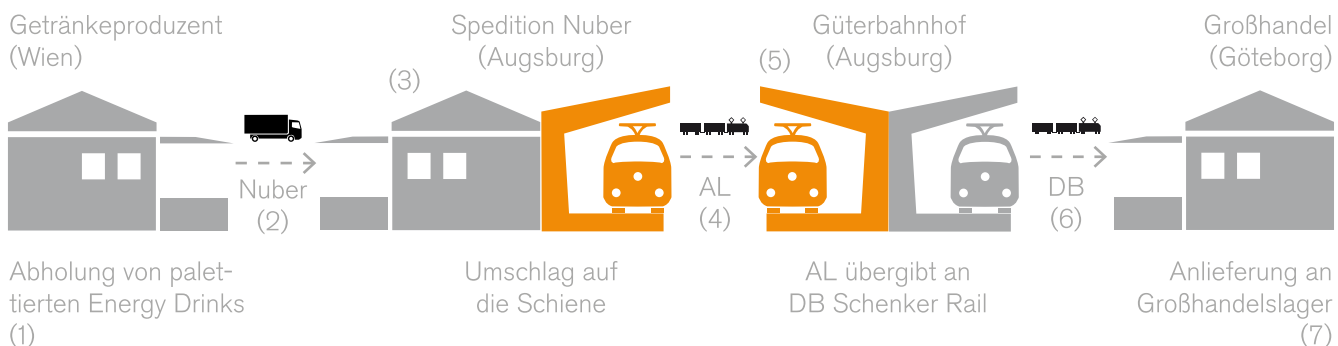 Getränkeproduzent
(Wien)
Spedition Nuber
(Augsburg)
(3)
Güterbahnhof
(Augsburg)
(5)
Großhandel
(Göteborg)
Nuber
(2)
AL
(4)
DB
(6)
Abholung von palet-
tierten Energy Drinks
(1)
Umschlag auf
die Schiene
AL übergibt an
DB Schenker Rail
Anlieferung an
Großhandelslager
(7)